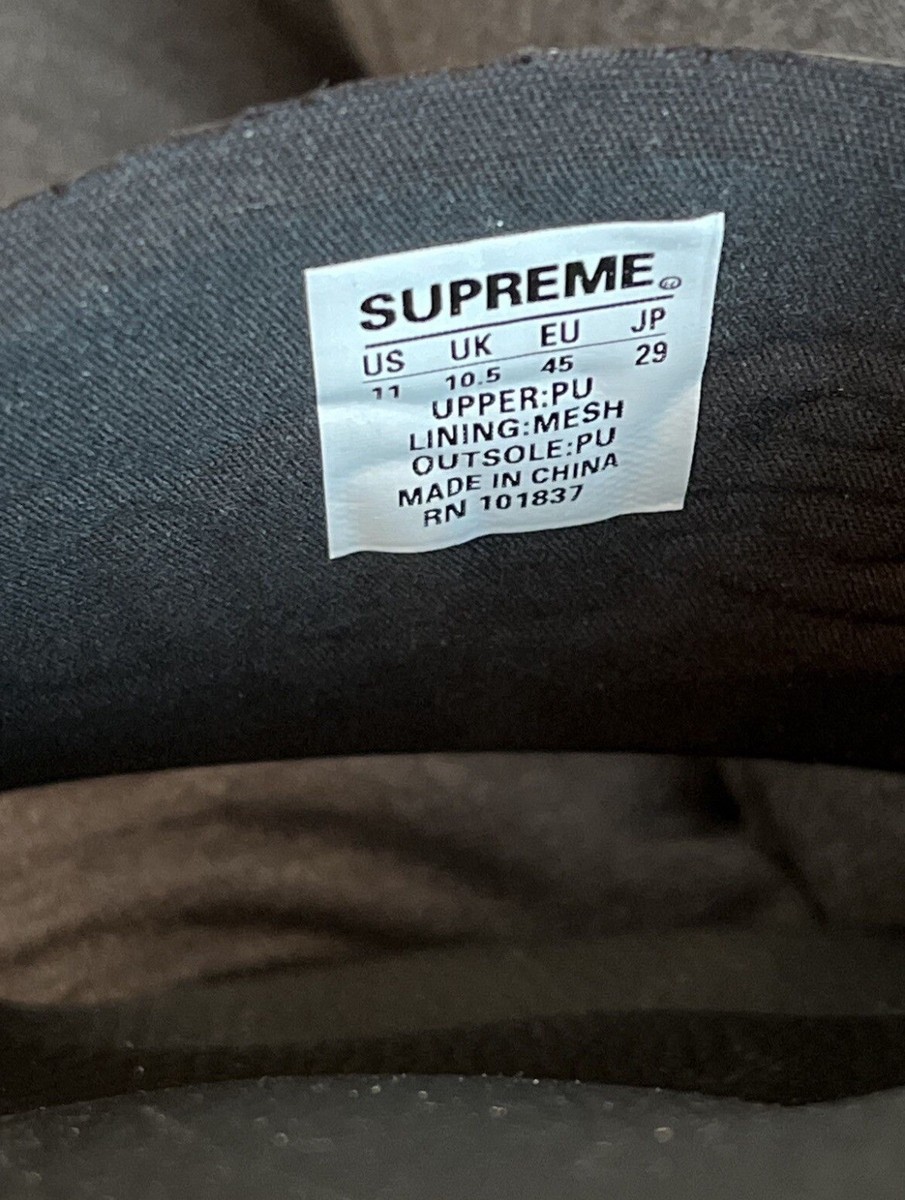 SUPREME®
US UK EU JP
11 10.5 45 29
UPPER:PU
LINING:MESH
OUTSOLE:PU
MADE IN CHINA
RN 101837